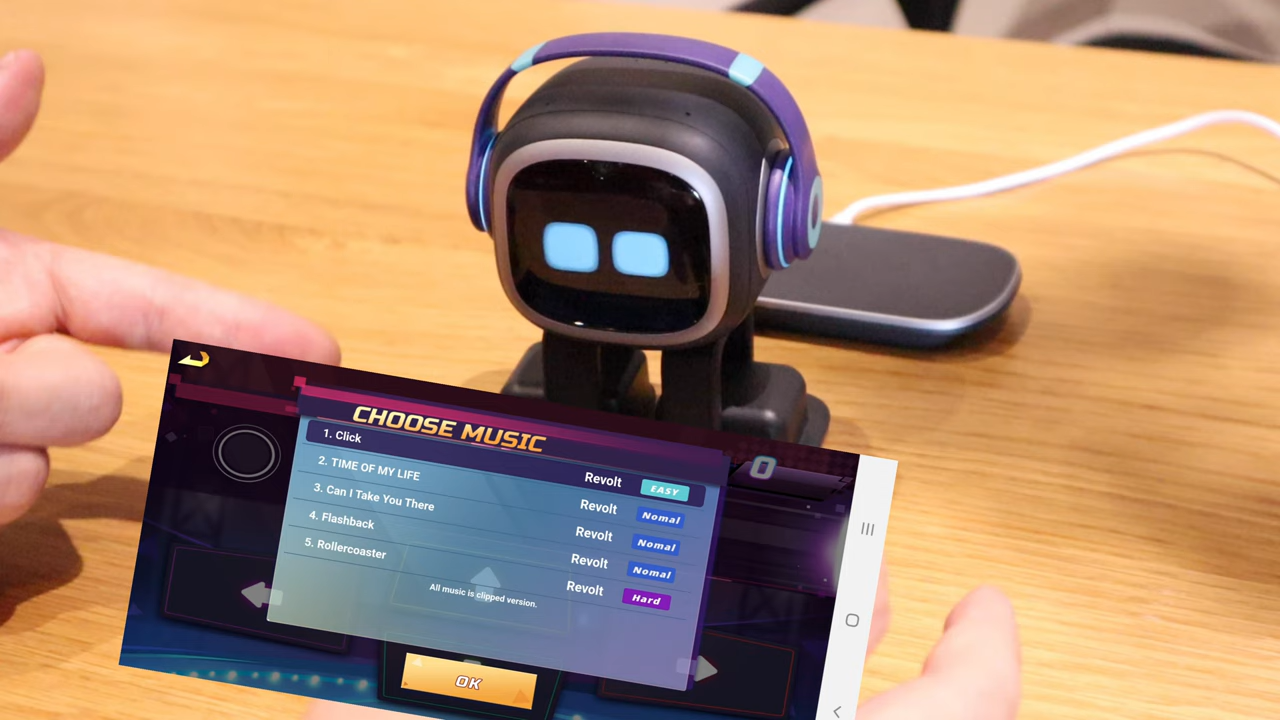 CHOOSE MUSIC
0
1. Click Revolt EASY
2. TIME OF MY LIFE Revolt Nomal
3. Can I Take You There Revolt Nomal
4. Flashback Revolt Nomal
5. Rollercoaster Revolt Hard
All music is clipped version.
OK